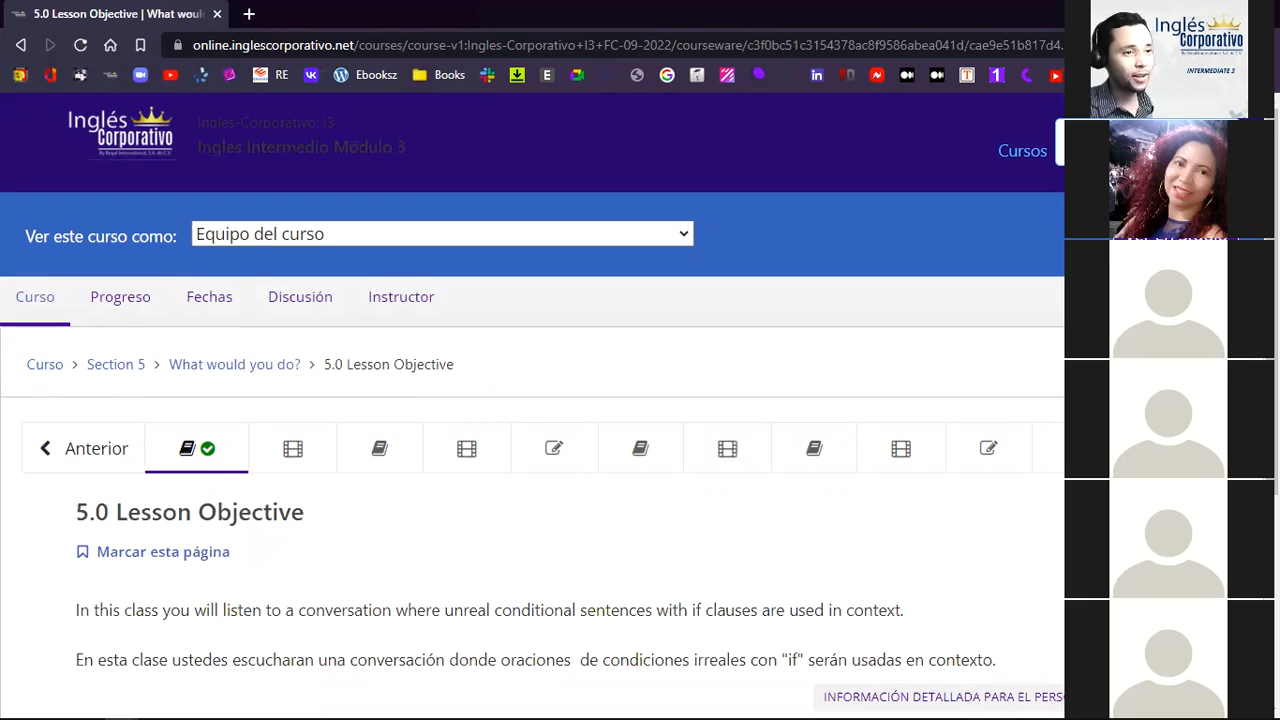 5.0 Lesson Objective | What woul
online.inglescorporativo.net/courses/course-v1:Ingles-Corporativo+I3+FC-09-2022/courseware/c3f0bc51c3154378ac8f9586abea041d/cae9e51b817d4.
RE
Ebooksz
Books
Inglés Corporativo
By Regal International, S.A. de C.V.
Ingles-Corporativo: I3
Ingles Intermedio Módulo 3
Cursos
Ver este curso como:
Equipo del curso
Curso Progreso Fechas Discusión Instructor
Curso > Section 5 > What would you do? > 5.0 Lesson Objective
Anterior
5.0 Lesson Objective
Marcar esta página
In this class you will listen to a conversation where unreal conditional sentences with if clauses are used in context.
En esta clase ustedes escucharan una conversación donde oraciones de condiciones irreales con "if" serán usadas en contexto.
INFORMACIÓN DETALLADA PARA EL PERS
Inglés
Corporativo
INTERMEDIATE 3